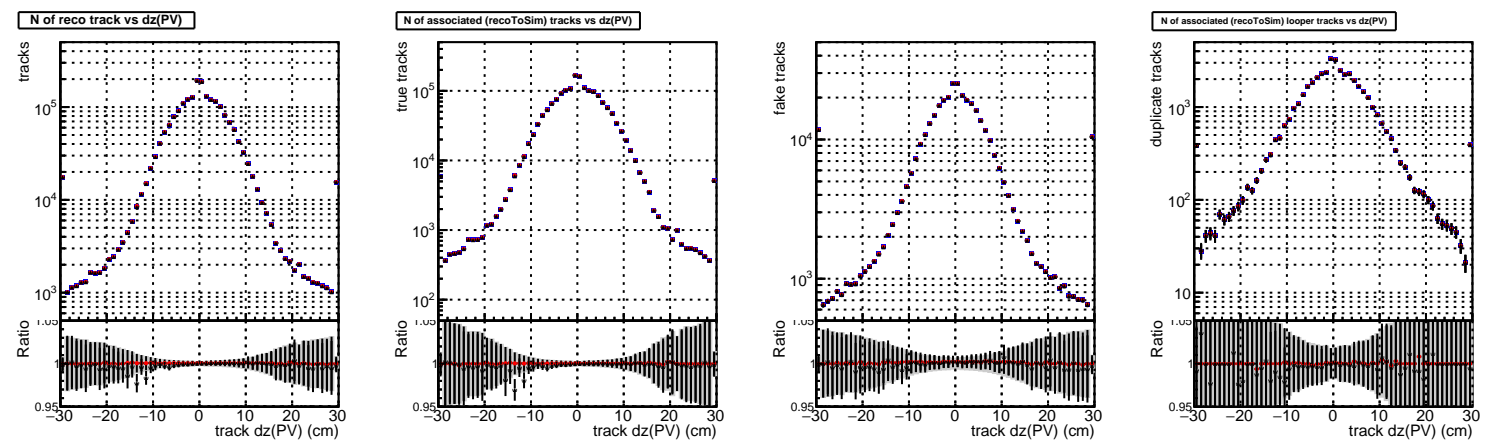 N of reco track vs dz(PV)
tracks
10^5
10^4
10^3
1.05
Ratio
1
0.95
−30 −20 −10 0 10 20 30
track dz(PV) (cm)
N of associated (recoToSim) tracks vs dz(PV)
true tracks
10^5
10^4
10^3
10^2
1.05
Ratio
1
0.95
−30 −20 −10 0 10 20 30
track dz(PV) (cm)
fake tracks
10^4
10^3
1.05
Ratio
1
0.95
−30 −20 −10 0 10 20 30
track dz(PV) (cm)
N of associated (recoToSim) looper tracks vs dz(PV)
duplicate tracks
10^3
10^2
10
1.05
Ratio
1
0.95
−30 −20 −10 0 10 20 30
track dz(PV) (cm)